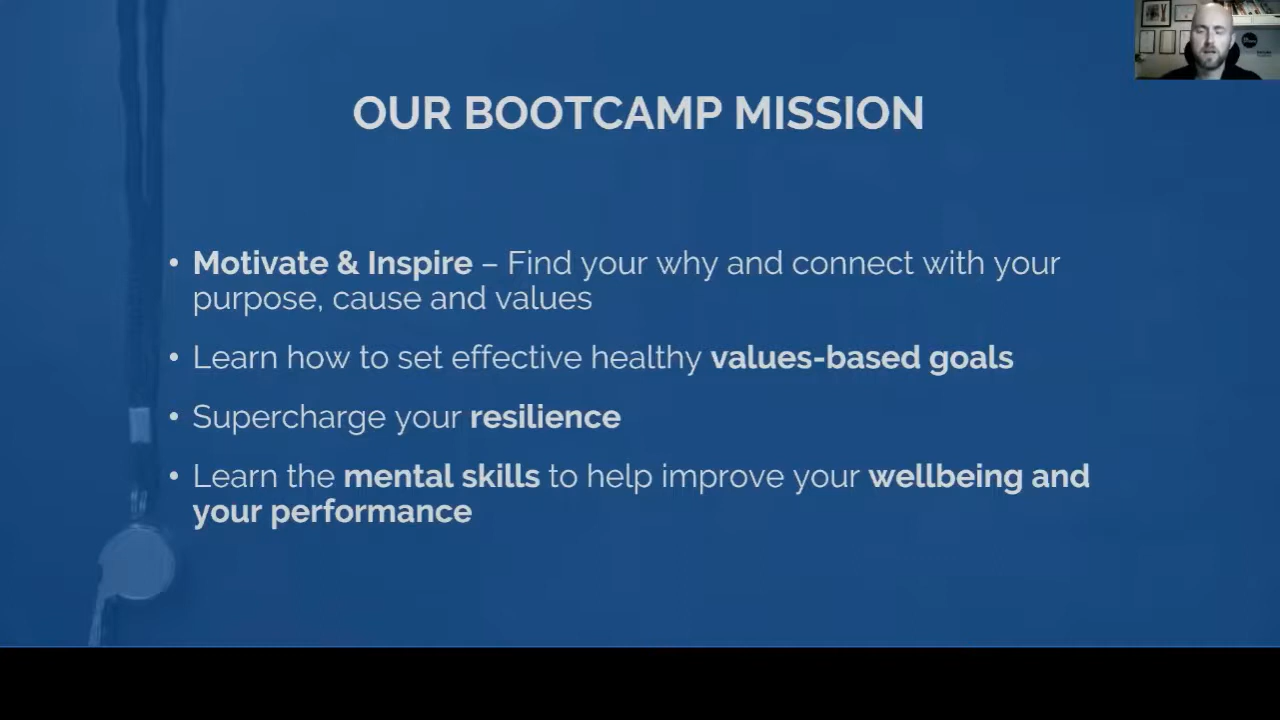 OUR BOOTCAMP MISSION
• Motivate & Inspire – Find your why and connect with your
purpose, cause and values
• Learn how to set effective healthy values-based goals
• Supercharge your resilience
• Learn the mental skills to help improve your wellbeing and
your performance